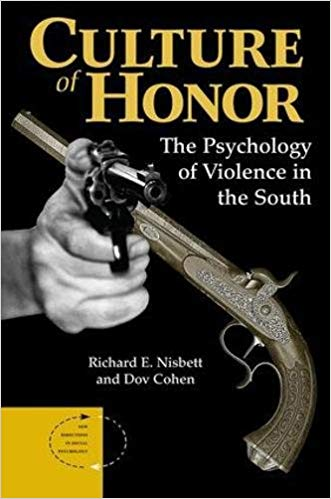 CULTURE
of HONOR
The Psychology
of Violence in
the South
Richard E. Nisbett
and Dov Cohen
NEW
DIRECTIONS
IN SOCIAL
PSYCHOLOGY